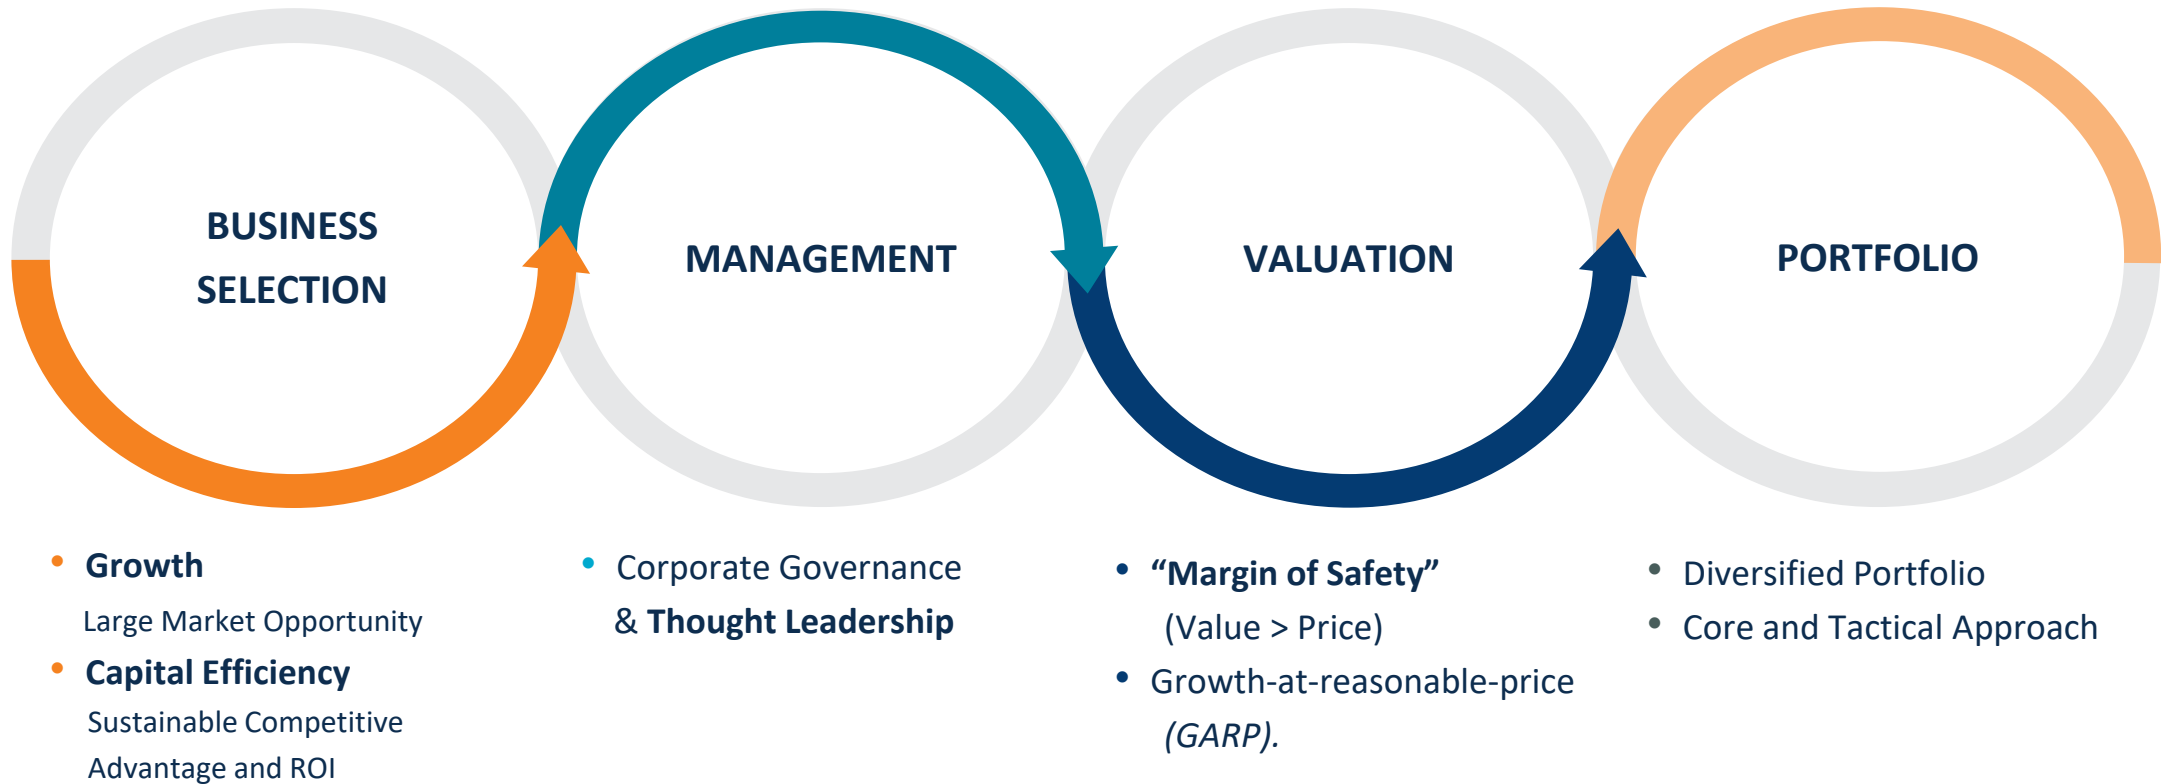 BUSINESS
SELECTION
MANAGEMENT
VALUATION
PORTFOLIO
• Growth
Large Market Opportunity
• Capital Efficiency
Sustainable Competitive
Advantage and ROI
• Corporate Governance
& Thought Leadership
• “Margin of Safety”
(Value > Price)
• Growth-at-reasonable-price
(GARP).
• Diversified Portfolio
• Core and Tactical Approach